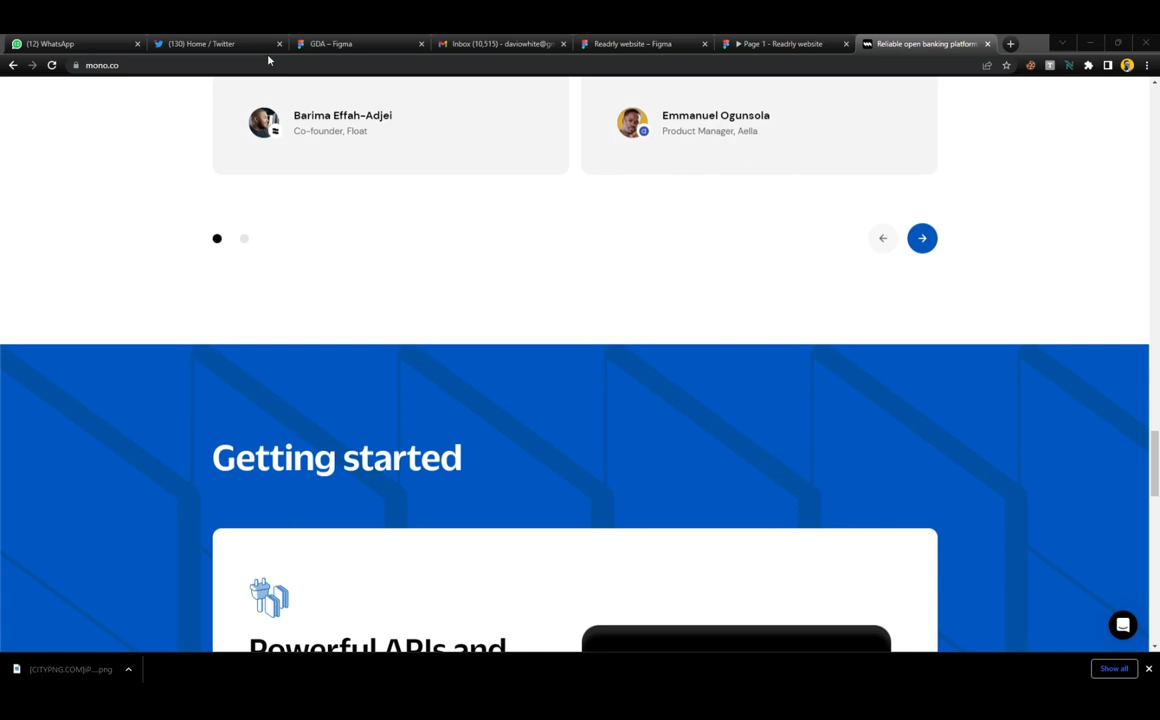 (12) WhatsApp
(130) Home / Twitter
GDA – Figma
Inbox (10,515) - daviowhite@gm
Readrly website – Figma
▶ Page 1 - Readrly website
Reliable open banking platform
mono.co
Barima Effah-Adjei
Co-founder, Float
Emmanuel Ogunsola
Product Manager, Aella
Getting started
Powerful APIs and
[CITYPNG.COM]iP....png
Show all